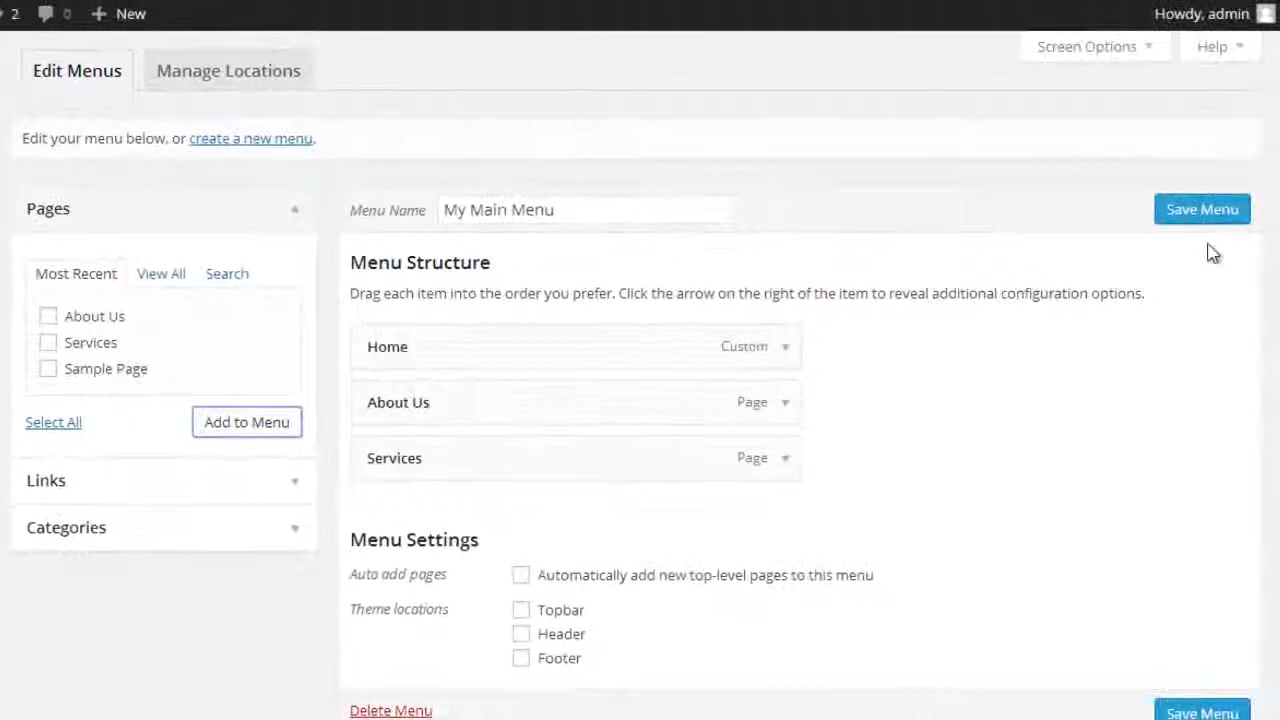 2 0 New Howdy, admin
Screen Options Help
Edit Menus Manage Locations
Edit your menu below, or create a new menu.
Pages
Most Recent View All Search
About Us
Services
Sample Page
Select All Add to Menu
Links
Categories
Menu Name My Main Menu Save Menu
Menu Structure
Drag each item into the order you prefer. Click the arrow on the right of the item to reveal additional configuration options.
Home Custom
About Us Page
Services Page
Menu Settings
Auto add pages Automatically add new top-level pages to this menu
Theme locations Topbar
Header
Footer
Delete Menu Save Menu